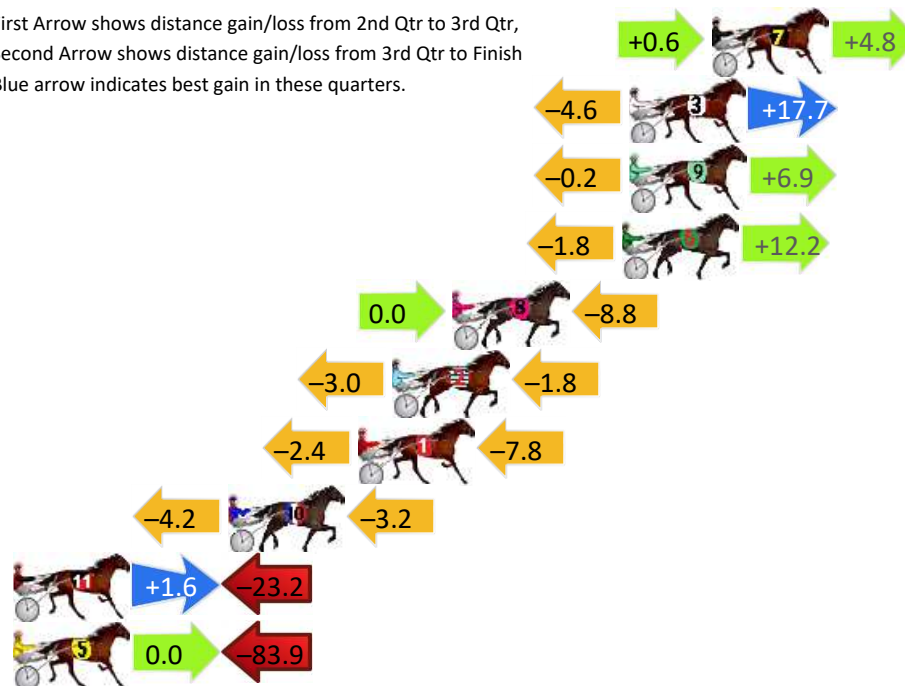 irst Arrow shows distance gain/loss from 2nd Qtr to 3rd Qtr,
Second Arrow shows distance gain/loss from 3rd Qtr to Finish
Blue arrow indicates best gain in these quarters.
+0.6 7 +4.8
−4.6 3 +17.7
−0.2 9 +6.9
−1.8 6 +12.2
0.0 8 −8.8
−3.0 2 −1.8
−2.4 1 −7.8
−4.2 10 −3.2
11 +1.6 −23.2
5 0.0 −83.9